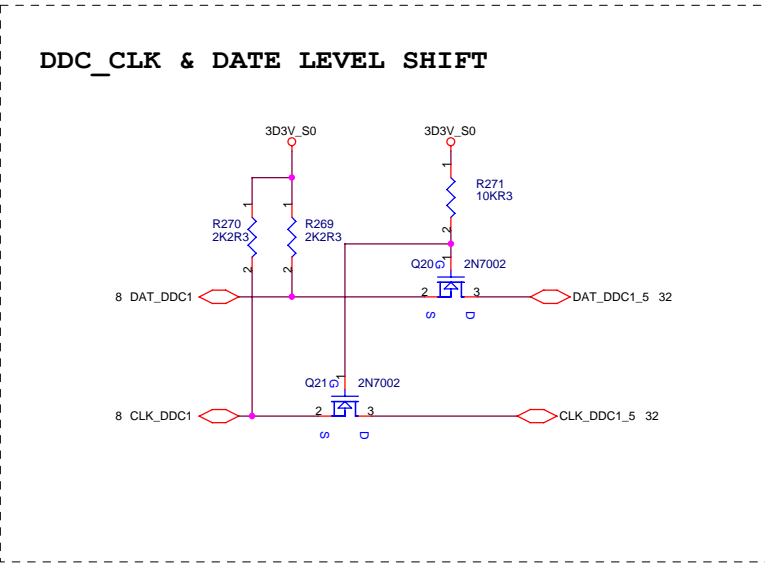 DDC_CLK & DATE LEVEL SHIFT
3D3V_S0 3D3V_S0
1 1 1
R270 2K2R3
R269 2K2R3
R271 10KR3
2 2 2
Q20 G 1 2N7002
8 DAT_DDC1 2 3 DAT_DDC1_5 32
S D
Q21 G 1 2N7002
8 CLK_DDC1 2 3 CLK_DDC1_5 32
S D